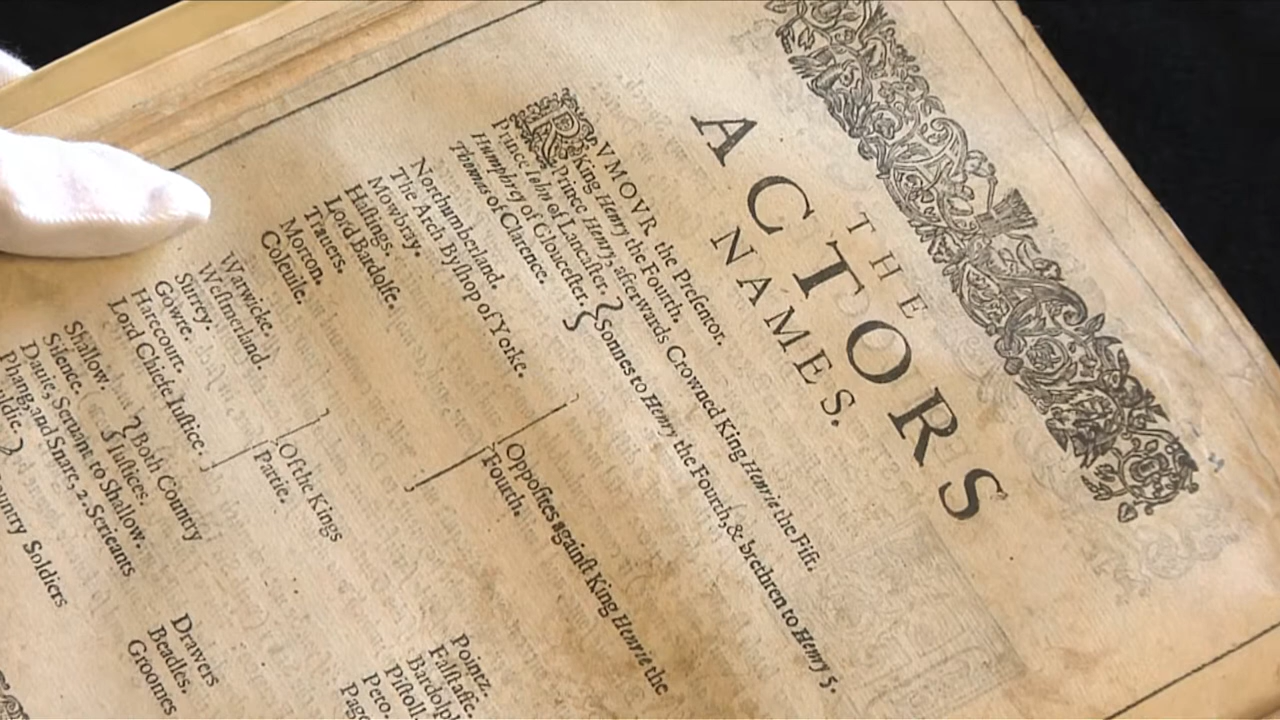 THE
ACTORS
NAMES.
RVMOVR the Preſentor.
King Henry the Fourth.
Prince Henry, afterwards Crowned King Henrie the Fift.
Prince Iohn of Lancaſter.
Humphrey of Glouceſter.
Thomas of Clarence.
Sonnes to Henry the Fourth, & brethren to Henry 5.
Northumberland.
The Arch Byſhop of Yorke.
Mowbray.
Haſtings.
Lord Bardolfe.
Trauers.
Morton.
Coleuile.
Oppoſites againſt King Henrie the
Fourth.
Warwicke.
Weſtmerland.
Surrey.
Gowre.
Harecourt.
Lord Chiefe Iuſtice.
Of the Kings
Partie.
Pointz.
Falſtaffe.
Bardolph
Piſtoll.
Peto.
Page
Shallow.
Silence.
Both Country
Iuſtices.
Dauie, Seruant to Shallow.
Phang, and Snare, 2. Serieants
untry Soldiers
Drawers
Beadles.
Groomes